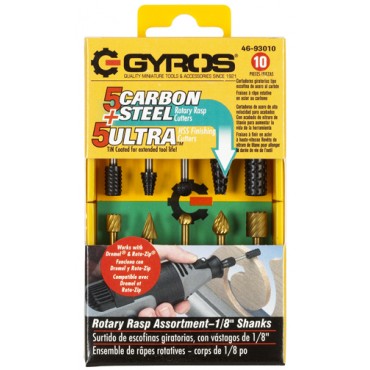 46-93010
GYROS®
QUALITY MINIATURE TOOLS & ACCESSORIES SINCE 1921
10
PIECES/PIEZAS
5 CARBON
+ STEEL Rotary Rasp
Cutters
5 ULTRA HSS Finishing
Cutters
TiN Coated for extended tool life!
Works with
Dremel® & Roto-Zip®
Funciona con
Dremel y Roto-Zip
Compatible avec
Dremel et
Roto-Zip
Rotary Rasp Assortment–1/8" Shanks
Surtido de escofinas giratorias, con vástagos de 1/8"
Ensemble de râpes rotatives – corps de 1/8 po